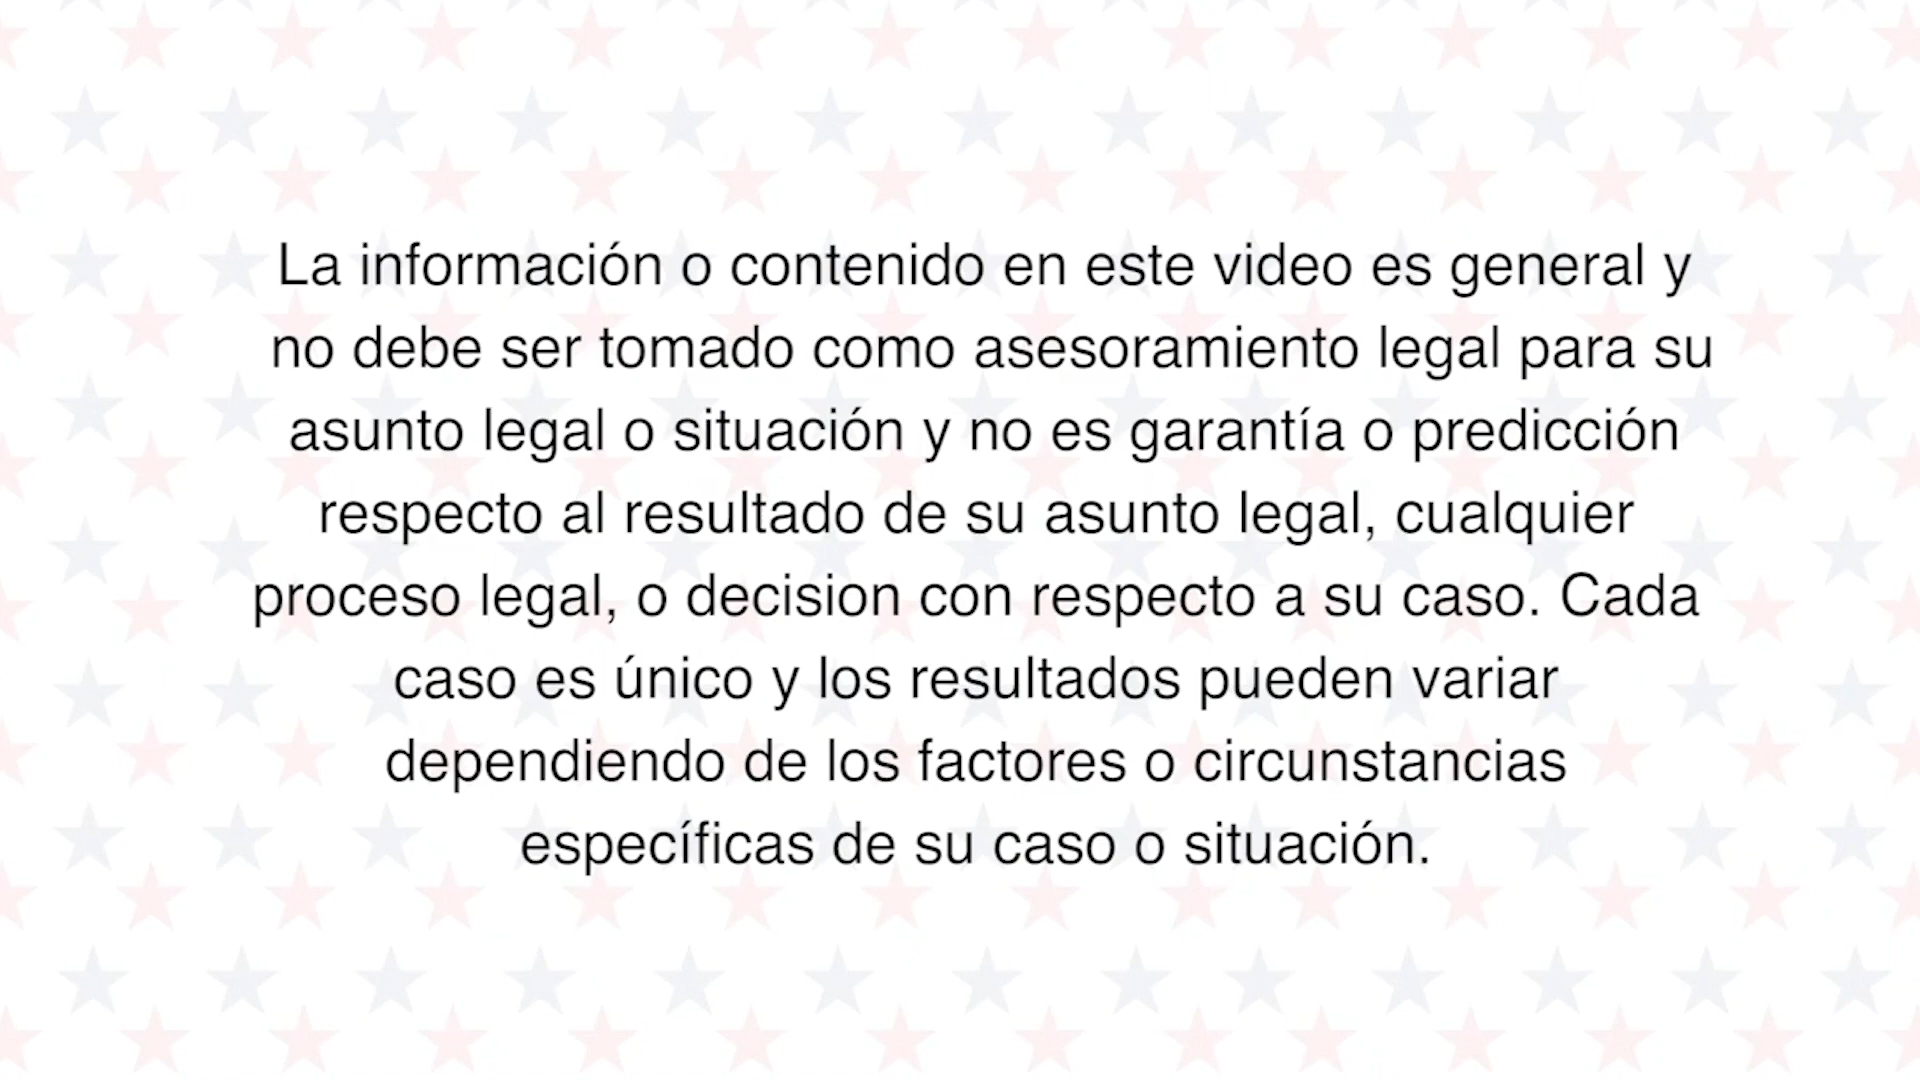 La información o contenido en este video es general y
no debe ser tomado como asesoramiento legal para su
asunto legal o situación y no es garantía o predicción
respecto al resultado de su asunto legal, cualquier
proceso legal, o decision con respecto a su caso. Cada
caso es único y los resultados pueden variar
dependiendo de los factores o circunstancias
específicas de su caso o situación.